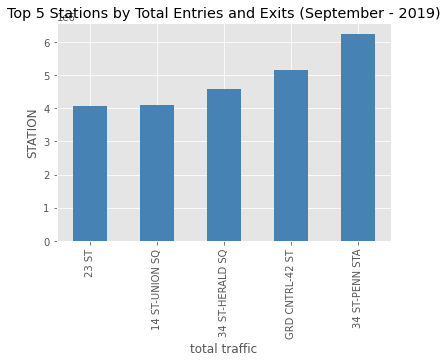 Top 5 Stations by Total Entries and Exits (September - 2019)
6
5
4
3
2
1
0
STATION
23 ST
14 ST-UNION SQ
34 ST-HERALD SQ
GRD CNTRL-42 ST
34 ST-PENN STA
total traffic